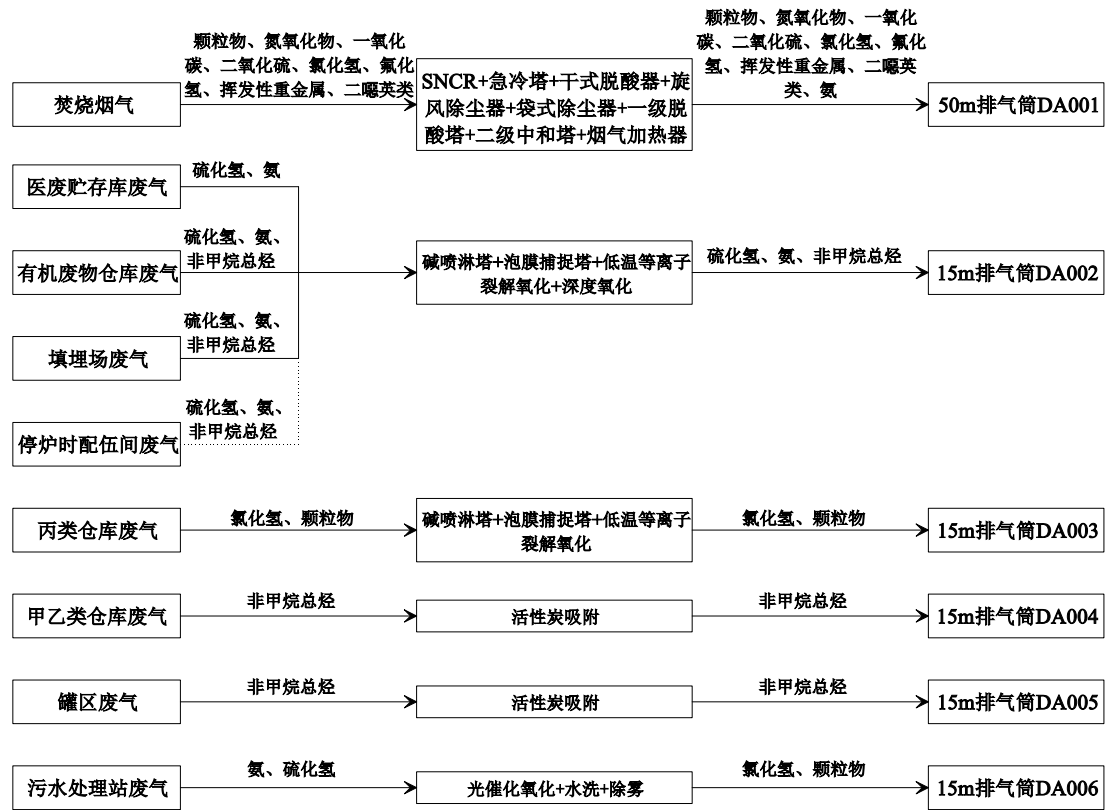 焚烧烟气
颗粒物、氮氧化物、一氧化
碳、二氧化硫、氯化氢、氟化
氢、挥发性重金属、二噁英类
SNCR+急冷塔+干式脱酸器+旋
风除尘器+袋式除尘器+一级脱
酸塔+二级中和塔+烟气加热器
颗粒物、氮氧化物、一氧化
碳、二氧化硫、氯化氢、氟化
氢、挥发性重金属、二噁英
类、氨
50m排气筒DA001
医废贮存库废气
硫化氢、氨
有机废物仓库废气
硫化氢、氨、
非甲烷总烃
碱喷淋塔+泡膜捕捉塔+低温等离子
裂解氧化+深度氧化
硫化氢、氨、非甲烷总烃
15m排气筒DA002
填埋场废气
硫化氢、氨、
非甲烷总烃
停炉时配伍间废气
硫化氢、氨、
非甲烷总烃
丙类仓库废气
氯化氢、颗粒物
碱喷淋塔+泡膜捕捉塔+低温等离子
裂解氧化
氯化氢、颗粒物
15m排气筒DA003
甲乙类仓库废气
非甲烷总烃
活性炭吸附
非甲烷总烃
15m排气筒DA004
罐区废气
非甲烷总烃
活性炭吸附
非甲烷总烃
15m排气筒DA005
污水处理站废气
氨、硫化氢
光催化氧化+水洗+除雾
氯化氢、颗粒物
15m排气筒DA006